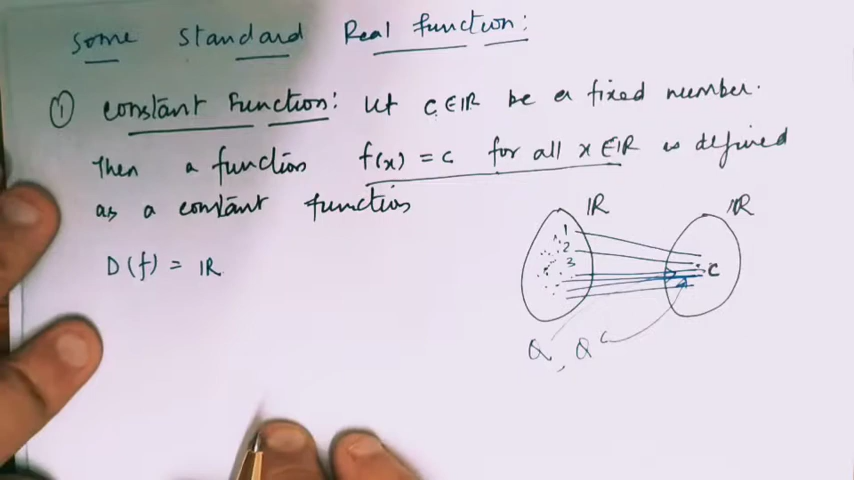 Some Standard Real function:
① Constant Function: Let C∈ℝ be a fixed number.
Then a function f(x) = c for all x∈ℝ is defined
as a constant function
D(f) = ℝ
ℝ ℝ
1
2
3
C
Q, Qᶜ